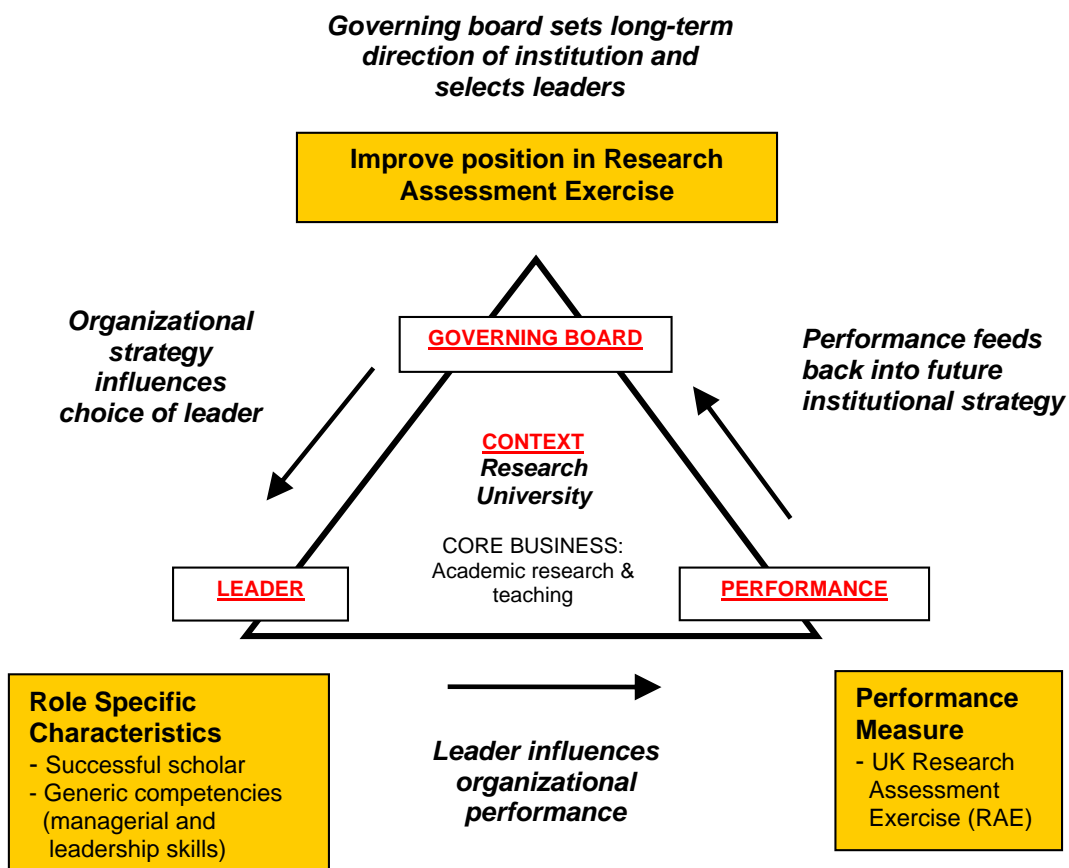 Governing board sets long-term
direction of institution and
selects leaders
Improve position in Research
Assessment Exercise
GOVERNING BOARD
Organizational
strategy
influences
choice of leader
Performance feeds
back into future
institutional strategy
CONTEXT
Research
University
CORE BUSINESS:
Academic research &
teaching
LEADER
PERFORMANCE
Role Specific
Characteristics
- Successful scholar
- Generic competencies
(managerial and
leadership skills)
Leader influences
organizational
performance
Performance
Measure
- UK Research
Assessment
Exercise (RAE)